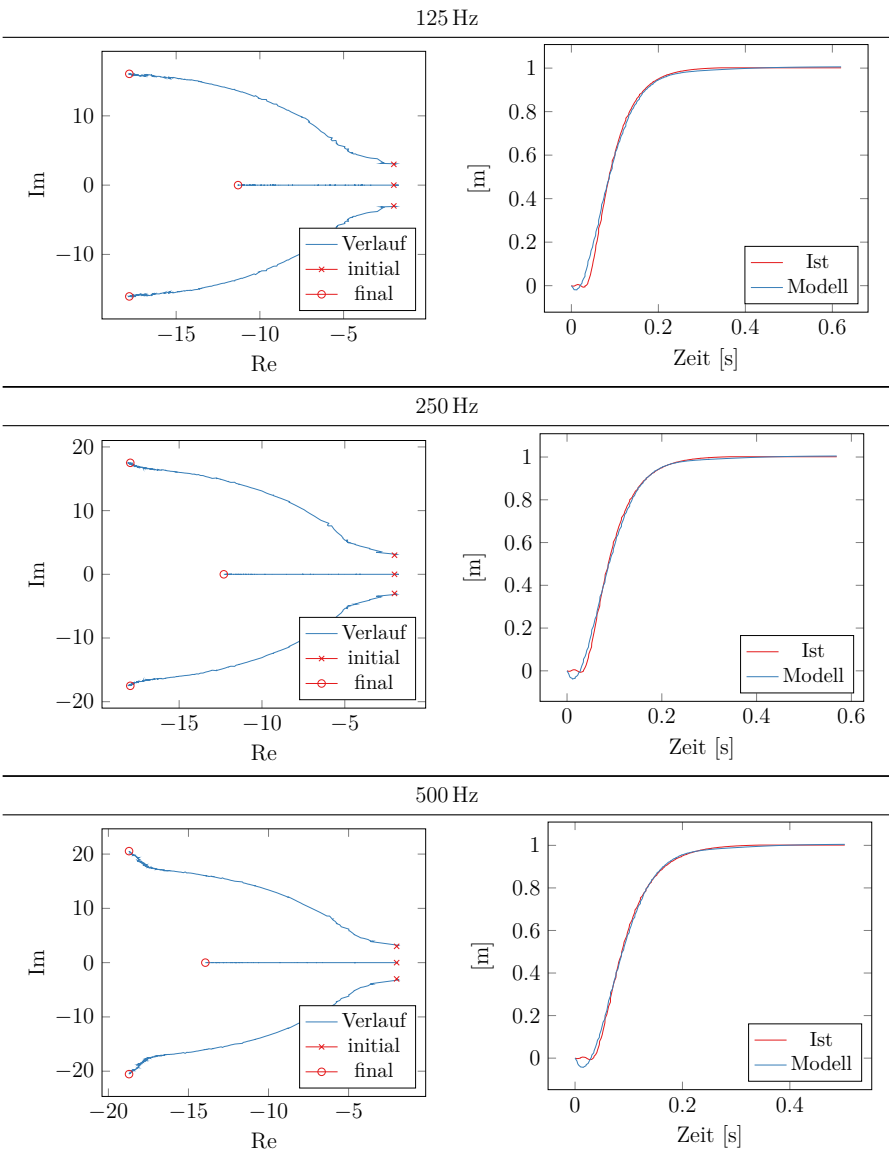 125 Hz
10
0
−10
Im
−15
−10
−5
Re
Verlauf
initial
final
1
0.8
0.6
0.4
0.2
0
[m]
0
0.2
0.4
0.6
Zeit [s]
Ist
Modell
250 Hz
20
10
0
−10
−20
Im
−15
−10
−5
Re
Verlauf
initial
final
1
0.8
0.6
0.4
0.2
0
[m]
0
0.2
0.4
0.6
Zeit [s]
Ist
Modell
500 Hz
20
10
0
−10
−20
Im
−20
−15
−10
−5
Re
Verlauf
initial
final
1
0.8
0.6
0.4
0.2
0
[m]
0
0.2
0.4
Zeit [s]
Ist
Modell